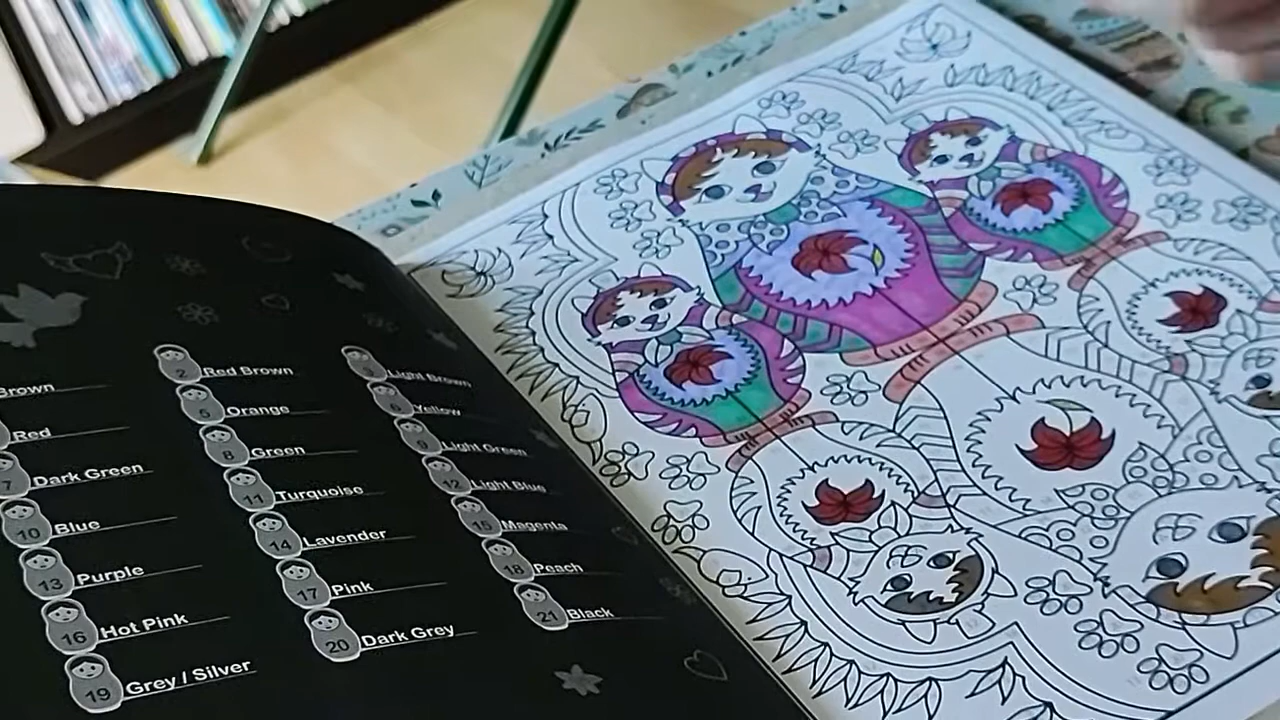 Brown 2 Red Brown 3 Light Brown
Red 5 Orange 6 Yellow
7 Dark Green 8 Green 9 Light Green
10 Blue 11 Turquoise 12 Light Blue
13 Purple 14 Lavender 15 Magenta
16 Hot Pink 17 Pink 18 Peach
19 Grey / Silver 20 Dark Grey 21 Black